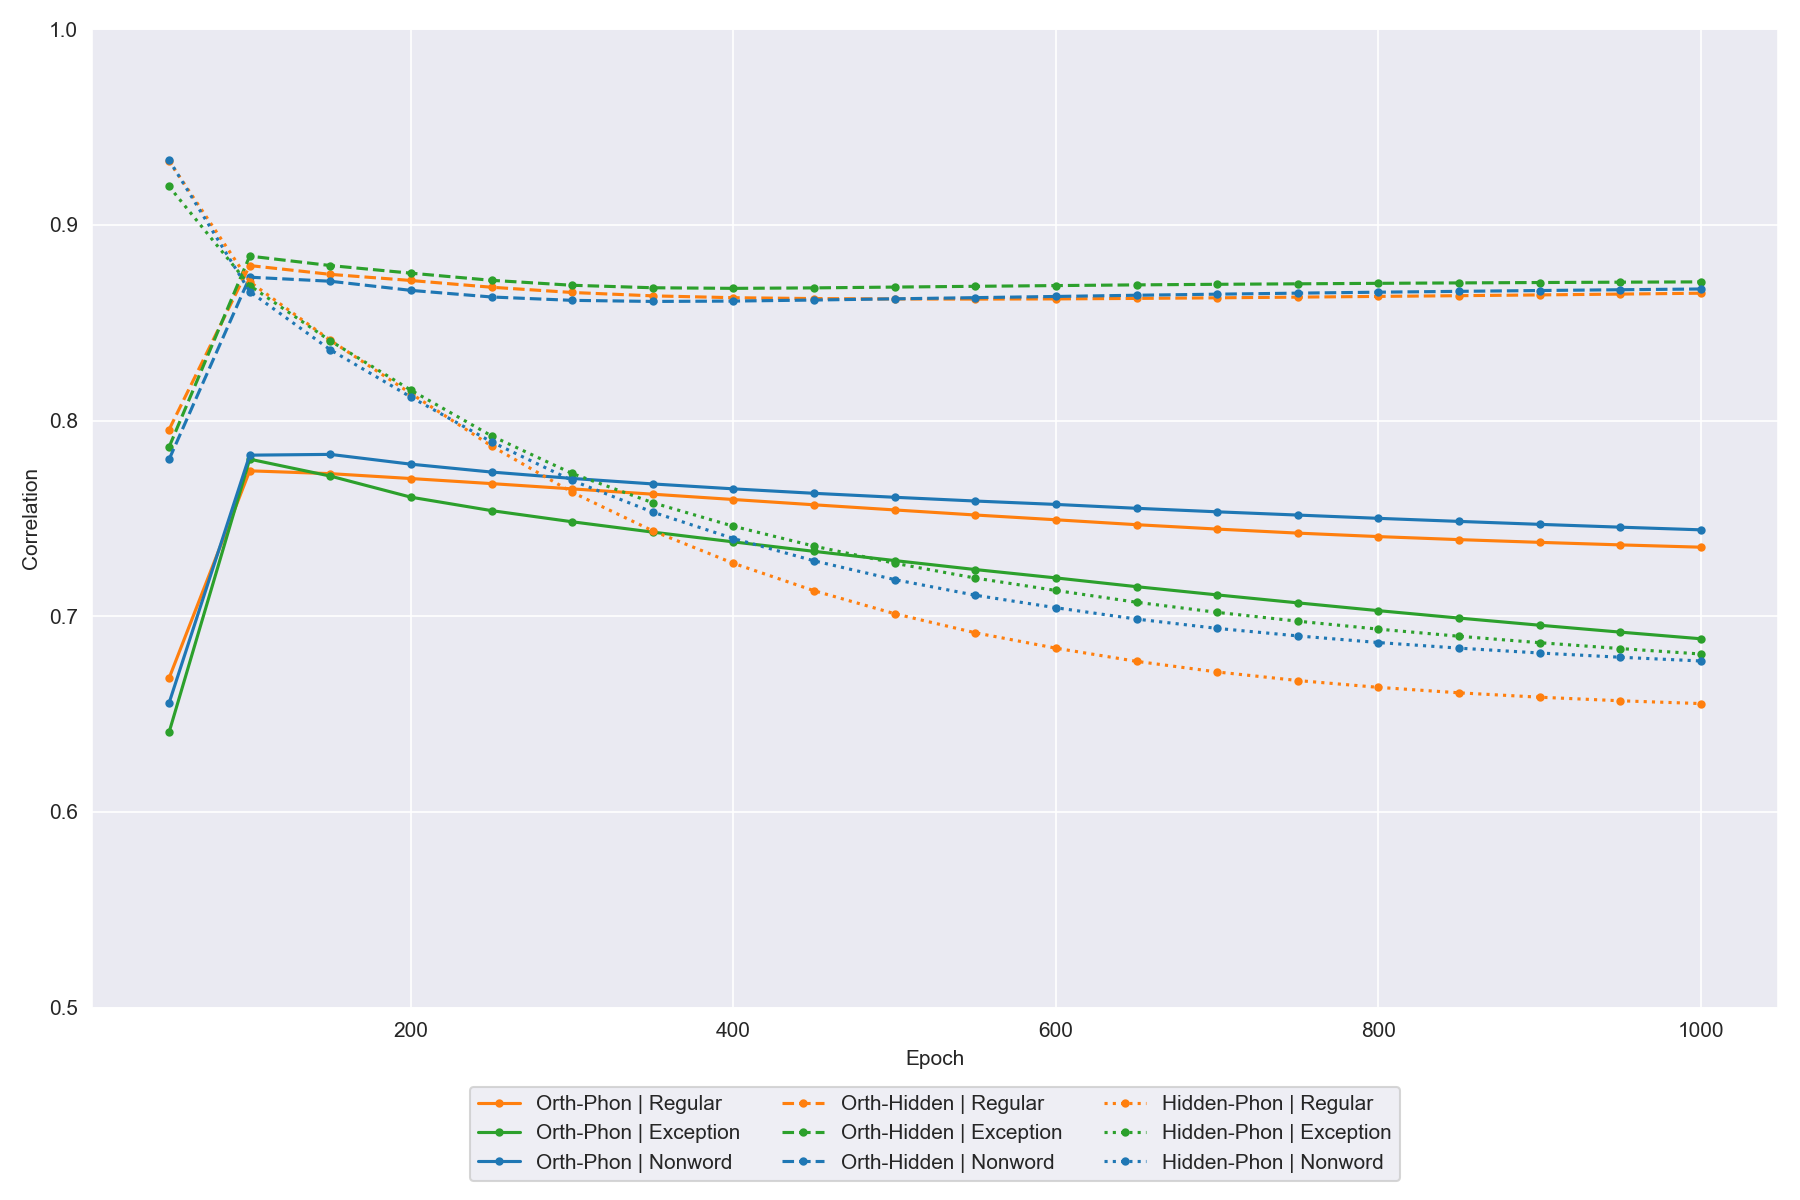 1.0
0.9
0.8
0.7
0.6
0.5
Correlation
200 400 600 800 1000
Epoch
Orth-Phon | Regular Orth-Hidden | Regular Hidden-Phon | Regular
Orth-Phon | Exception Orth-Hidden | Exception Hidden-Phon | Exception
Orth-Phon | Nonword Orth-Hidden | Nonword Hidden-Phon | Nonword